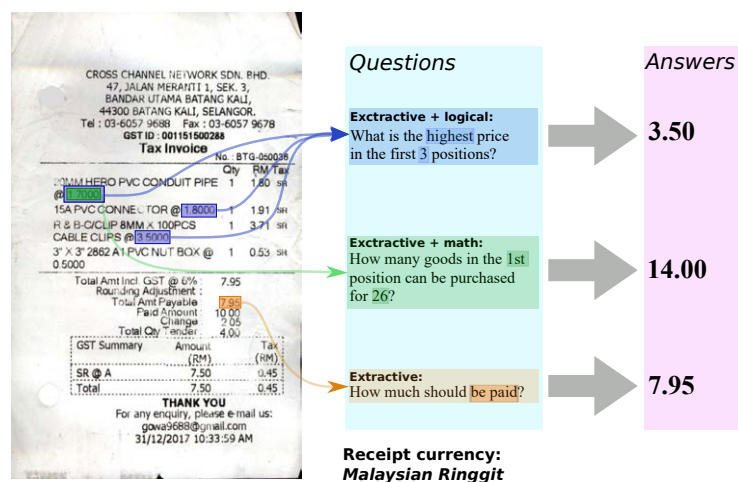 CROSS CHANNEL NETWORK SDN. BHD.
47, JALAN MERANTI 1, SEK. 3,
BANDAR UTAMA BATANG KALI,
44300 BATANG KALI, SELANGOR.
Tel : 03-6057 9688 Fax : 03-6057 9678
GST ID : 001151500288
Tax Invoice
No. : BTG-050036
Qty RM Tax
20MM HERO PVC CONDUIT PIPE 1 1.80 SR
@ 1.7000
15A PVC CONNECTOR @ 1.8000 1 1.91 SR
R & B-C/CLIP 8MM X 100PCS 1 3.71 SR
CABLE CLIPS @ 3.5000
3" X 3" 2862 A1 PVC NUT BOX @ 1 0.53 SR
0.5000
Total Amt Incl. GST @ 6% : 7.95
Rounding Adjustment :
Total Amt Payable : 7.95
Paid Amount : 10.00
Change 2.05
Total Qty Tender : 4.00
GST Summary Amount Tax
(RM) (RM)
SR @ A 7.50 0.45
Total 7.50 0.45
THANK YOU
For any enquiry, please e-mail us:
gowa9688@gmail.com
31/12/2017 10:33:59 AM
Questions
Exctractive + logical:
What is the highest price
in the first 3 positions?
Exctractive + math:
How many goods in the 1st
position can be purchased
for 26?
Extractive:
How much should be paid?
Receipt currency:
Malaysian Ringgit
Answers
3.50
14.00
7.95